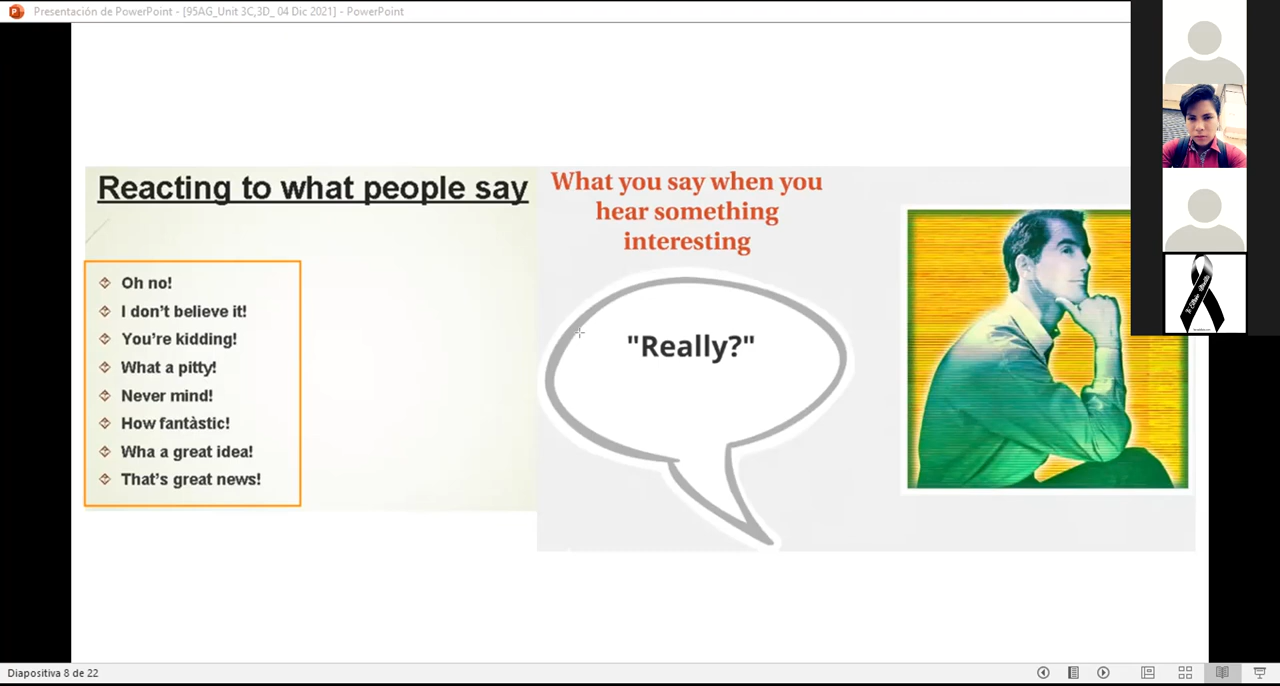 Presentación de PowerPoint - [95AG_Unit 3C,3D_ 04 Dic 2021] - PowerPoint
Reacting to what people say
Oh no!
I don't believe it!
You're kidding!
What a pitty!
Never mind!
How fantàstic!
Wha a great idea!
That's great news!
What you say when you
hear something
interesting
"Really?"
Diapositiva 8 de 22